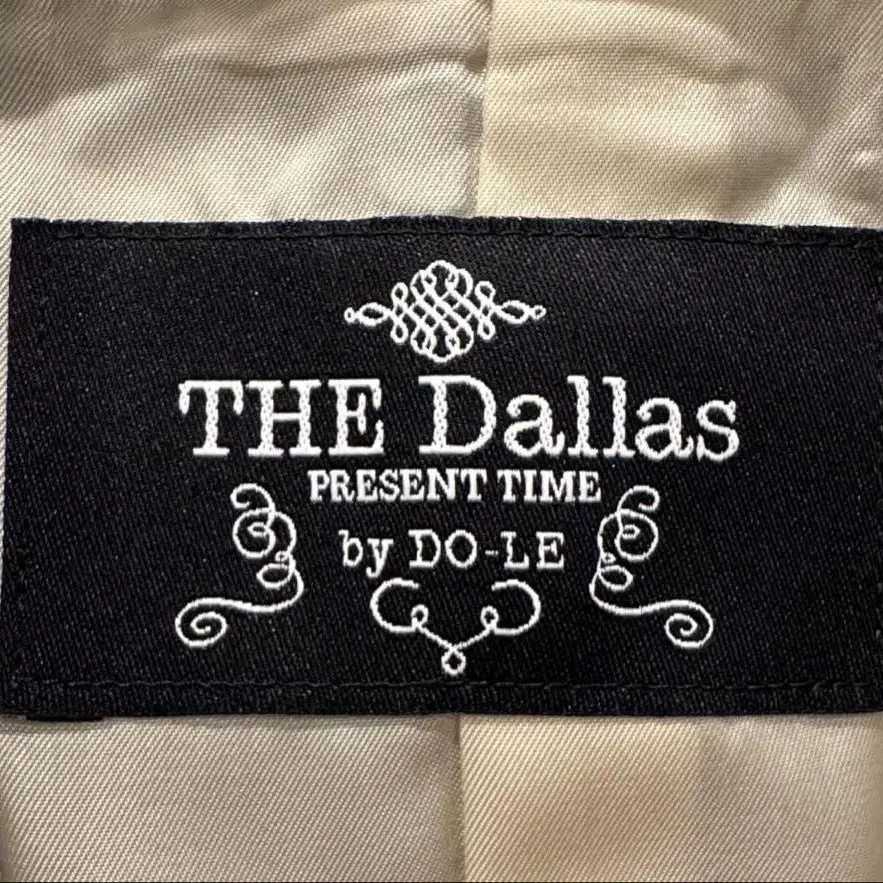 THE Dallas
PRESENT TIME
by DO-LE